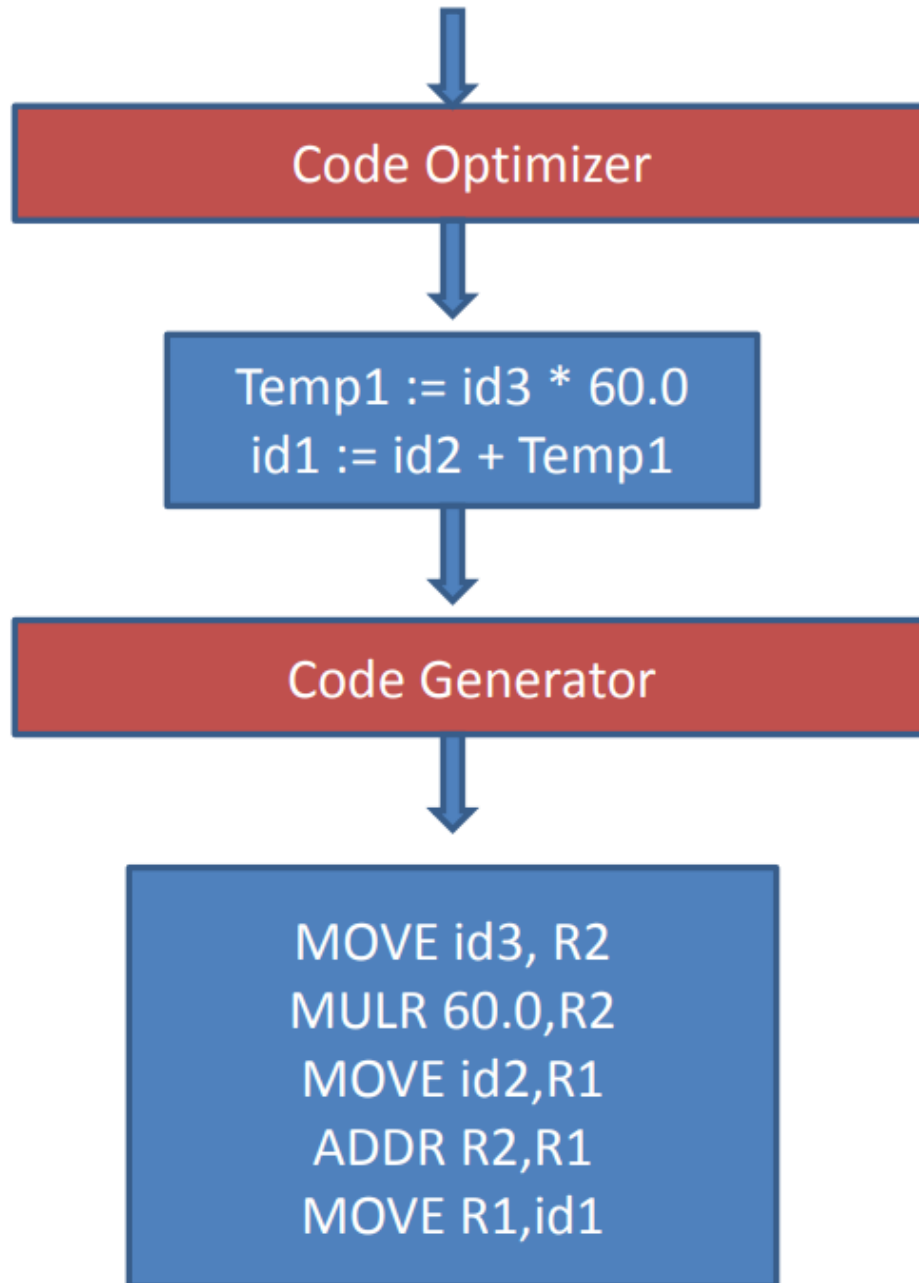 Code Optimizer
Temp1 := id3 * 60.0
id1 := id2 + Temp1
Code Generator
MOVE id3, R2
MULR 60.0,R2
MOVE id2,R1
ADDR R2,R1
MOVE R1,id1